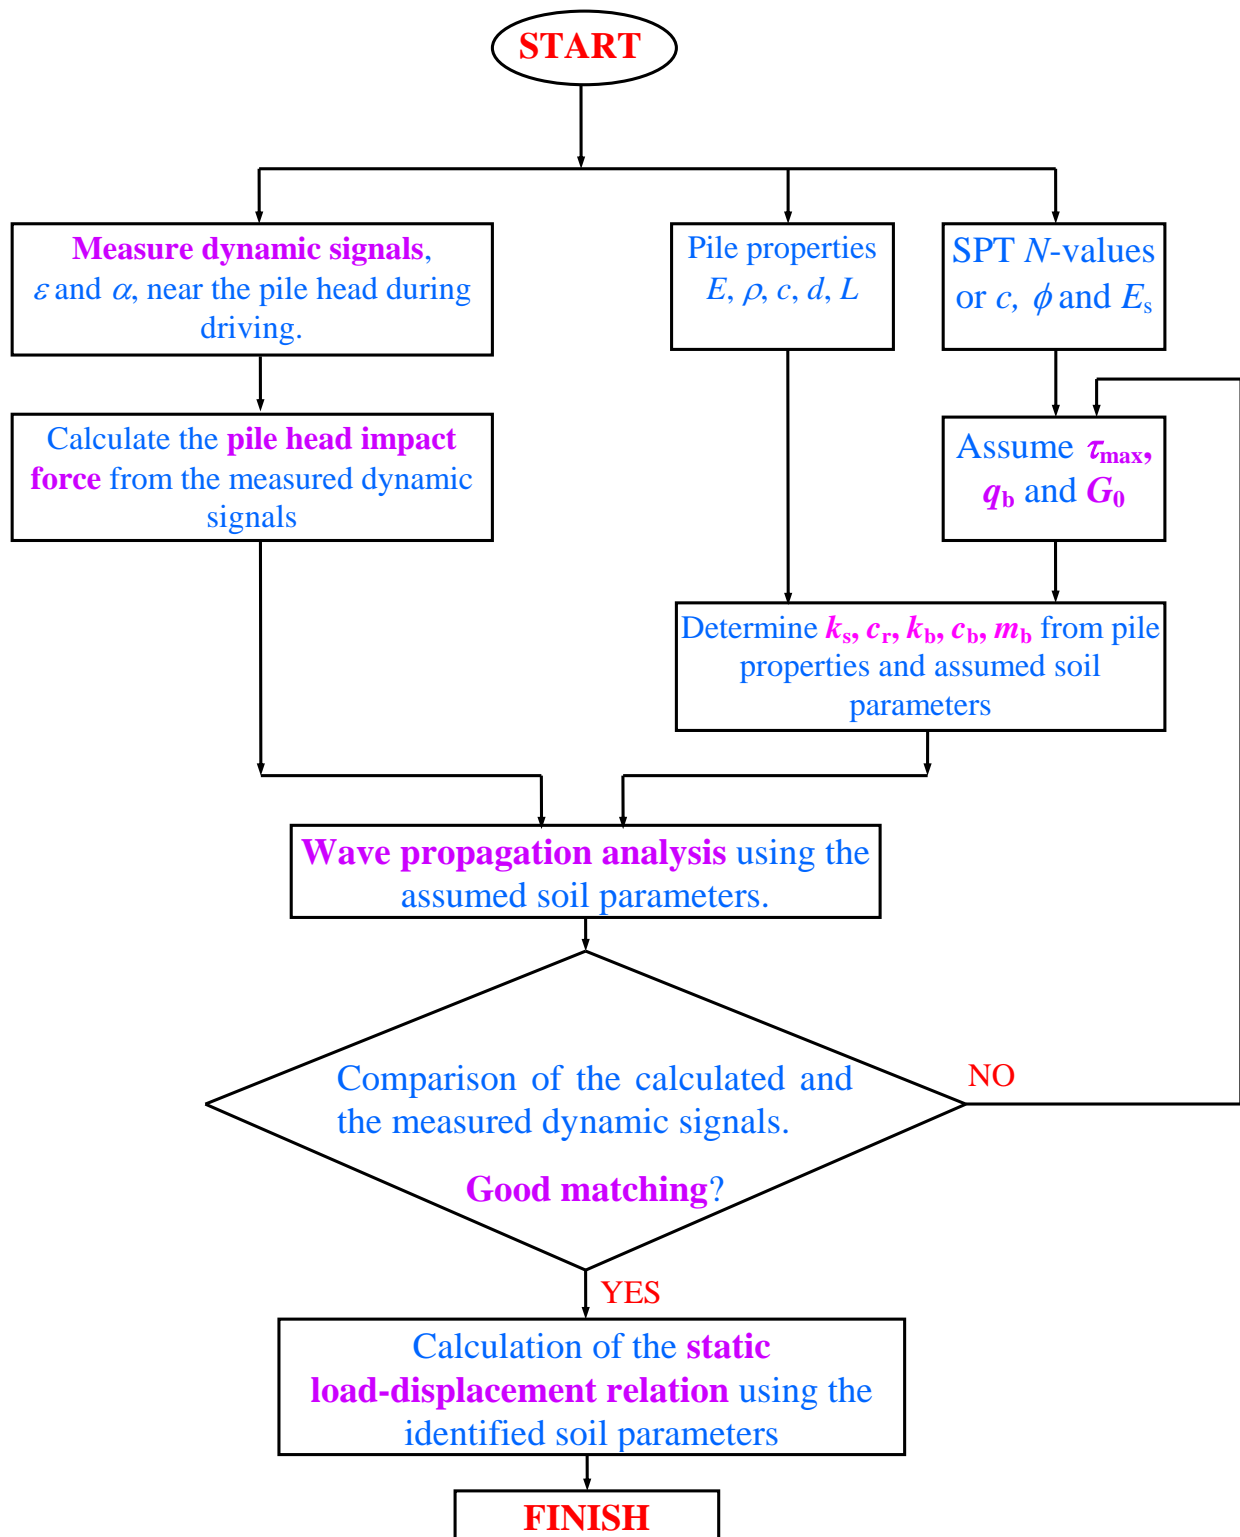 START
Measure dynamic signals,
ε and α, near the pile head during
driving.
Pile properties
E, ρ, c, d, L
SPT N-values
or c, ϕ and Es
Calculate the pile head impact
force from the measured dynamic
signals
Assume τmax,
qb and G0
Determine ks, cr, kb, cb, mb from pile
properties and assumed soil
parameters
Wave propagation analysis using the
assumed soil parameters.
Comparison of the calculated and
the measured dynamic signals.
Good matching?
NO
YES
Calculation of the static
load-displacement relation using the
identified soil parameters
FINISH